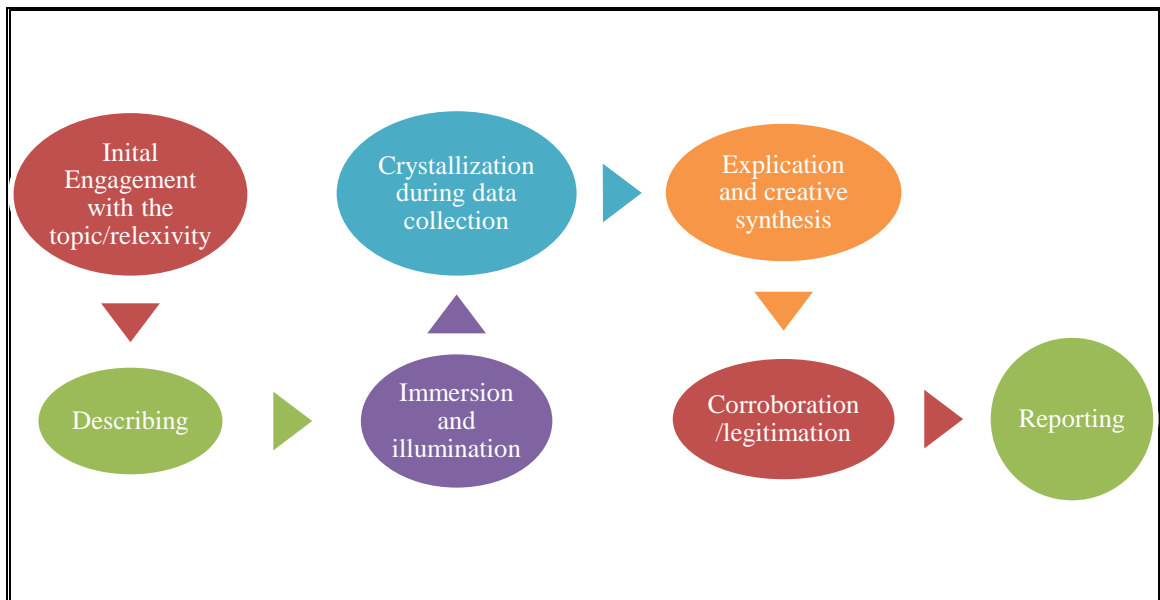 Inital
Engagement
with the
topic/relexivity
Describing
Immersion
and
illumination
Crystallization
during data
collection
Explication
and creative
synthesis
Corroboration
/legitimation
Reporting